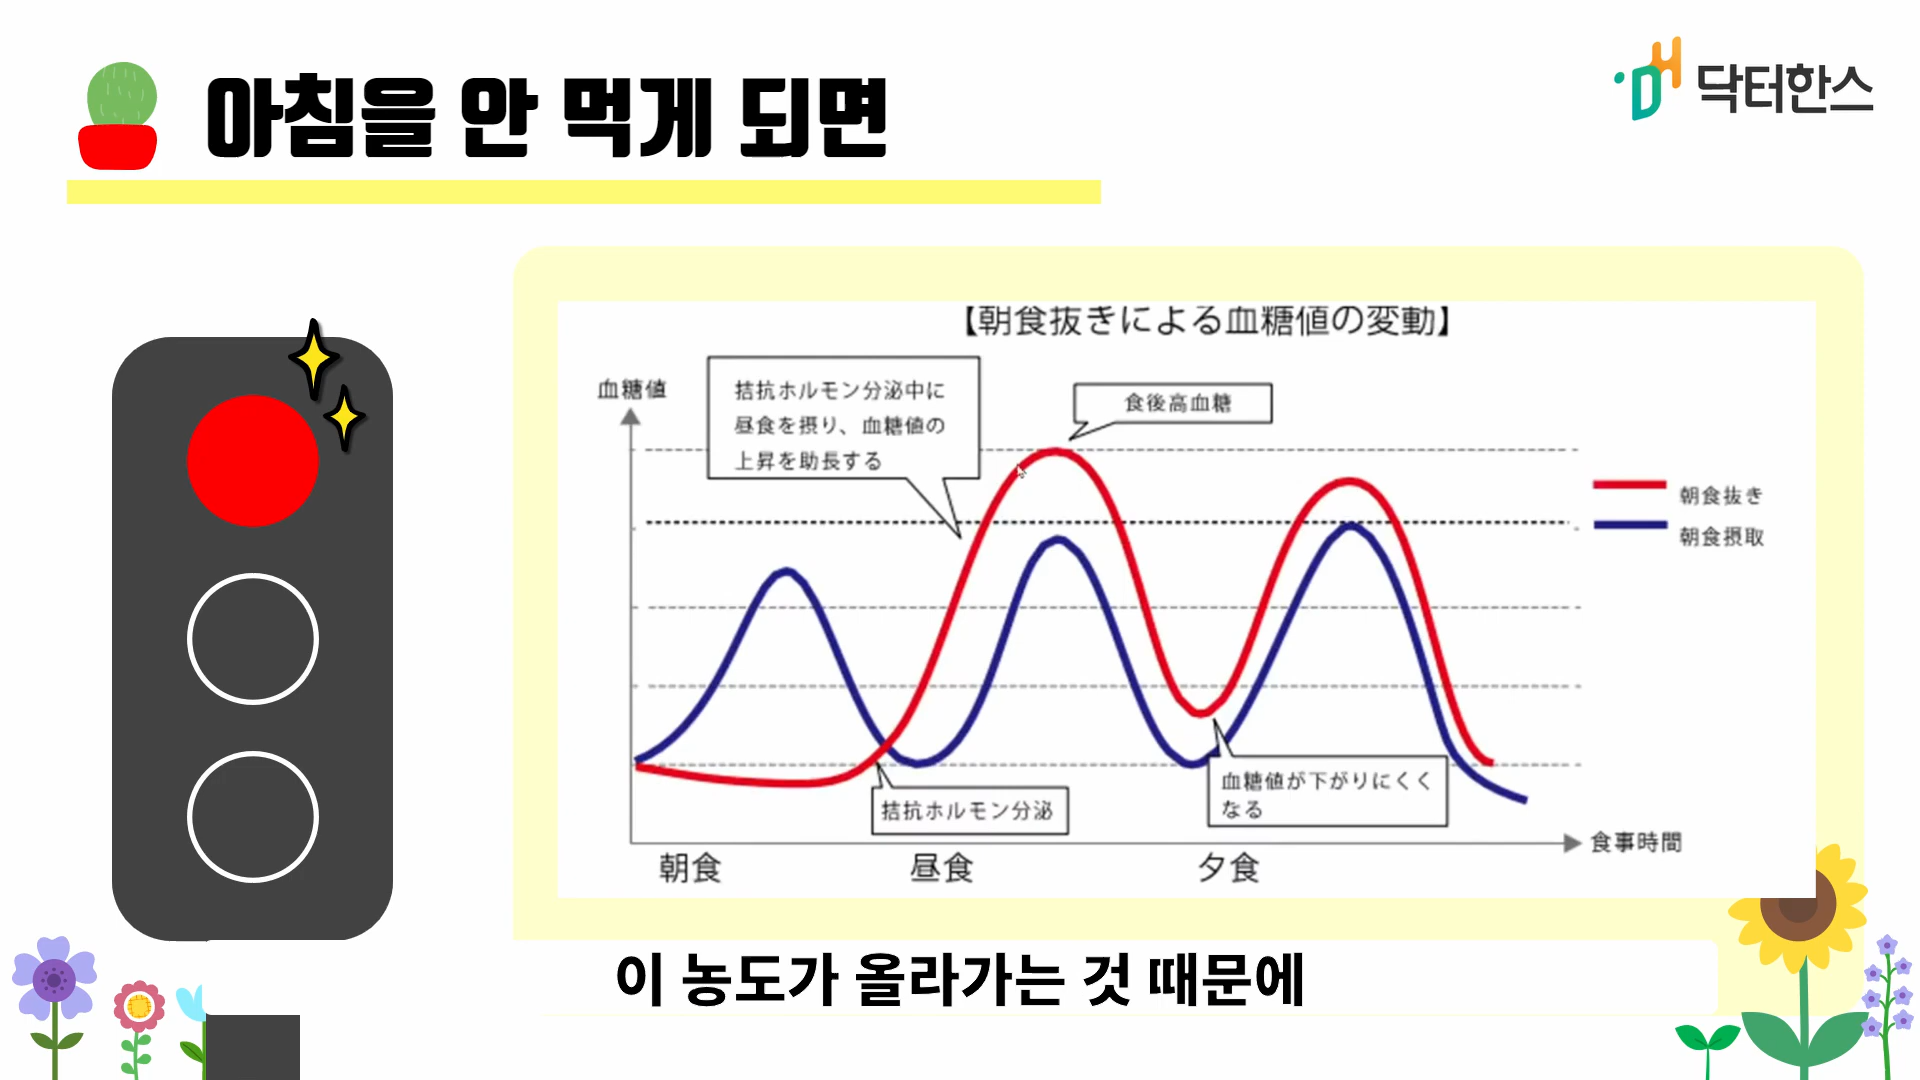 아침을 안 먹게 되면
닥터한스
【朝食抜きによる血糖値の変動】
血糖値
拮抗ホルモン分泌中に
昼食を摂り、血糖値の
上昇を助長する
食後高血糖
朝食抜き
朝食摂取
拮抗ホルモン分泌
血糖値が下がりにくく
なる
食事時間
朝食
昼食
夕食
이 농도가 올라가는 것 때문에